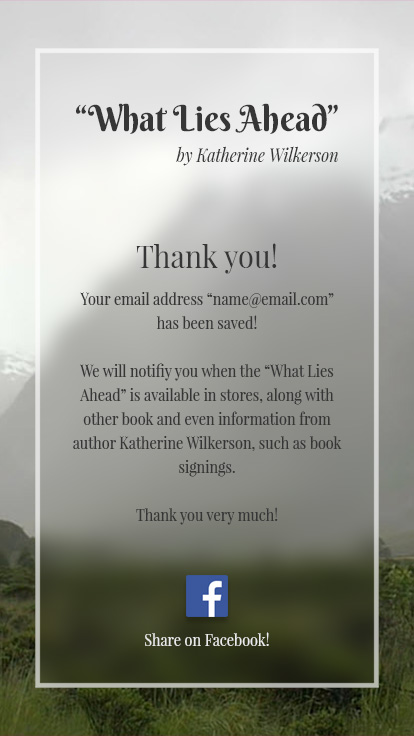 “What Lies Ahead”
by Katherine Wilkerson
Thank you!
Your email address “name@email.com”
has been saved!
We will notifiy you when the “What Lies
Ahead” is available in stores, along with
other book and even information from
author Katherine Wilkerson, such as book
signings.
Thank you very much!
Share on Facebook!